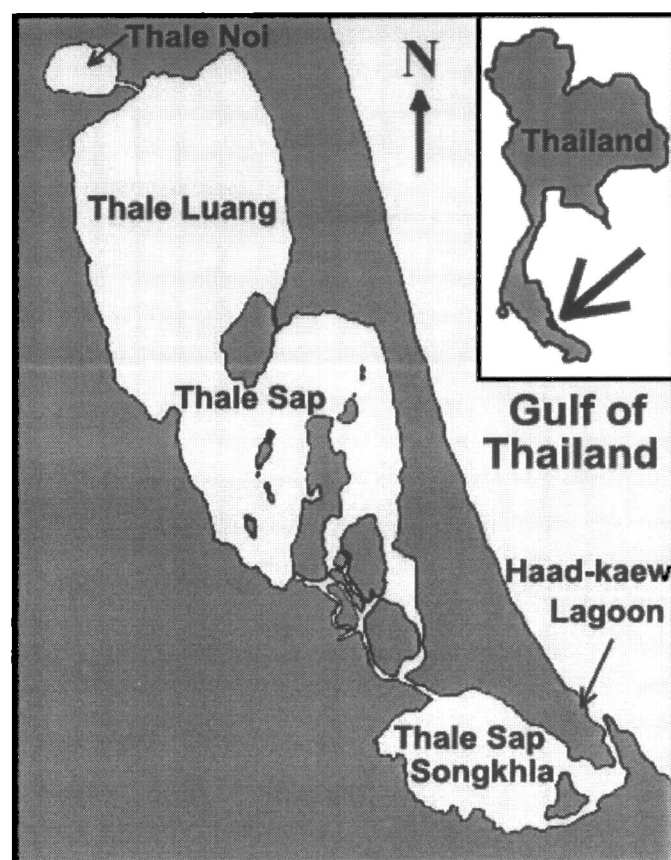 Thale Noi
N
Thailand
Thale Luang
Thale Sap
Gulf of
Thailand
Haad-kaew
Lagoon
Thale Sap
Songkhla